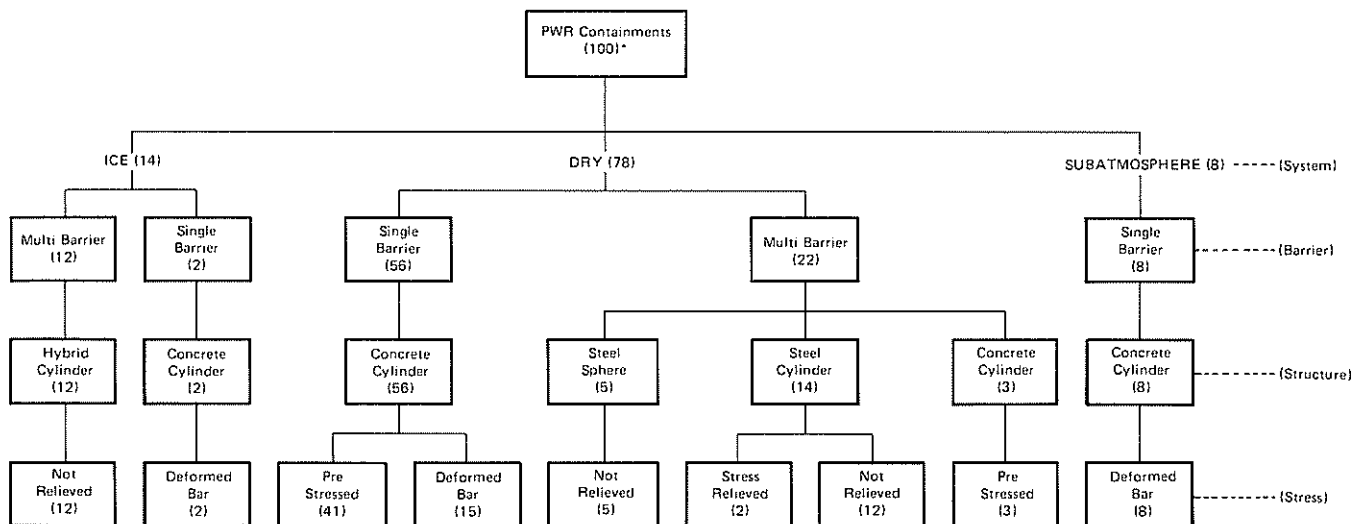 PWR Containments
(100)*
ICE (14)
DRY (78)
SUBATMOSPHERE (8)
(System)
Multi Barrier
(12)
Single
Barrier
(2)
Single
Barrier
(56)
Multi Barrier
(22)
Single
Barrier
(8)
(Barrier)
Hybrid
Cylinder
(12)
Concrete
Cylinder
(2)
Concrete
Cylinder
(56)
Steel
Sphere
(5)
Steel
Cylinder
(14)
Concrete
Cylinder
(3)
Concrete
Cylinder
(8)
(Structure)
Not
Relieved
(12)
Deformed
Bar
(2)
Pre
Stressed
(41)
Deformed
Bar
(15)
Not
Relieved
(5)
Stress
Relieved
(2)
Not
Relieved
(12)
Pre
Stressed
(3)
Deformed
Bar
(8)
(Stress)